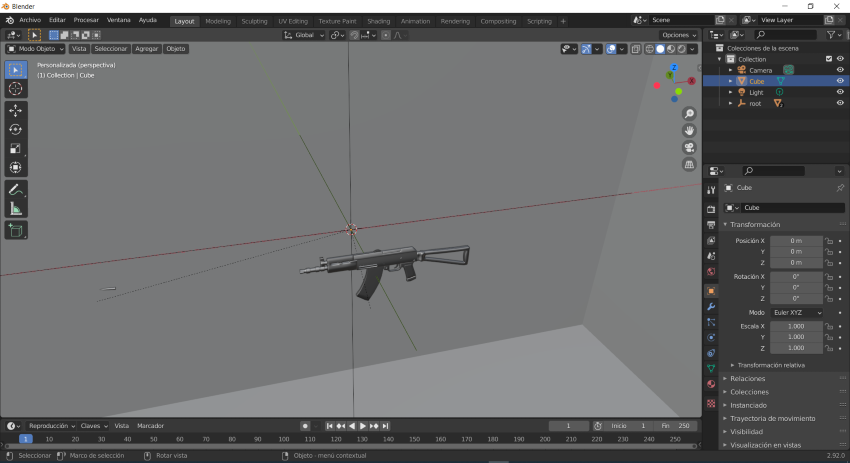 Blender
Archivo Editar Procesar Ventana Ayuda Layout Modeling Sculpting UV Editing Texture Paint Shading Animation Rendering Compositing Scripting + Scene View Layer
Global Opciones
Modo Objeto Vista Seleccionar Agregar Objeto
Personalizada (perspectiva)
(1) Collection | Cube
Z
Y
X
Colecciones de la escena
Collection
Camera
Cube
Light
root
Cube
Cube
Transformación
Posición X 0 m
Y 0 m
Z 0 m
Rotación X 0°
Y 0°
Z 0°
Modo Euler XYZ
Escala X 1.000
Y 1.000
Z 1.000
Transformación relativa
Relaciones
Colecciones
Instanciado
Trayectoria de movimiento
Visibilidad
Visualización en vistas
Reproducción Claves Vista Marcador 1 Inicio 1 Fin 250
1 10 20 30 40 50 60 70 80 90 100 110 120 130 140 150 160 170 180 190 200 210 220 230 240 250
Seleccionar Marco de selección Rotar vista Objeto - menú contextual 2.92.0